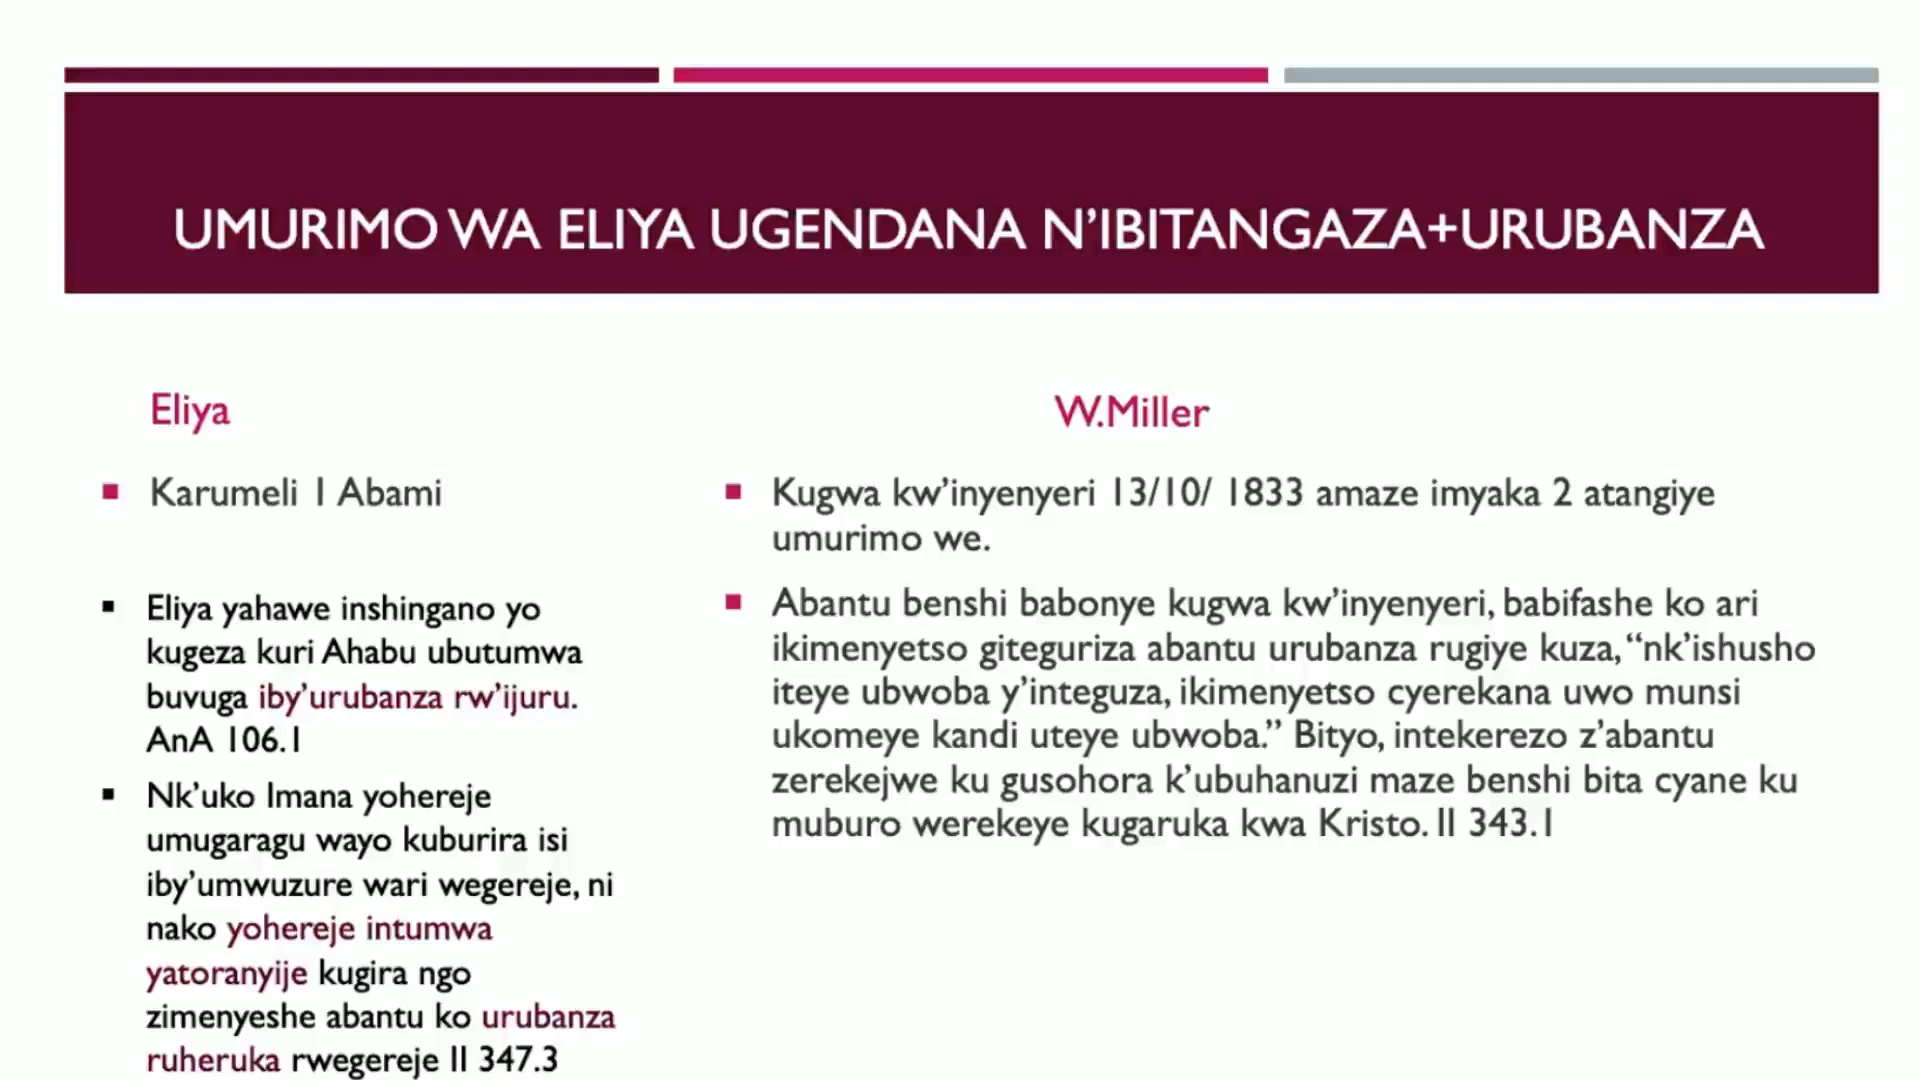 UMURIMO WA ELIYA UGENDANA N’IBITANGAZA+URUBANZA
Eliya
Karumeli 1 Abami
Eliya yahawe inshingano yo
kugeza kuri Ahabu ubutumwa
buvuga iby’urubanza rw’ijuru.
AnA 106.1
Nk’uko Imana yohereje
umugaragu wayo kuburira isi
iby’umwuzure wari wegereje, ni
nako yohereje intumwa
yatoranyije kugira ngo
zimenyeshe abantu ko urubanza
ruheruka rwegereje II 347.3
W.Miller
Kugwa kw’inyenyeri 13/10/ 1833 amaze imyaka 2 atangiye
umurimo we.
Abantu benshi babonye kugwa kw’inyenyeri, babifashe ko ari
ikimenyetso giteguriza abantu urubanza rugiye kuza, “nk’ishusho
iteye ubwoba y’integuza, ikimenyetso cyerekana uwo munsi
ukomeye kandi uteye ubwoba.” Bityo, intekerezo z’abantu
zerekejwe ku gusohora k’ubuhanuzi maze benshi bita cyane ku
muburo werekeye kugaruka kwa Kristo. II 343.1